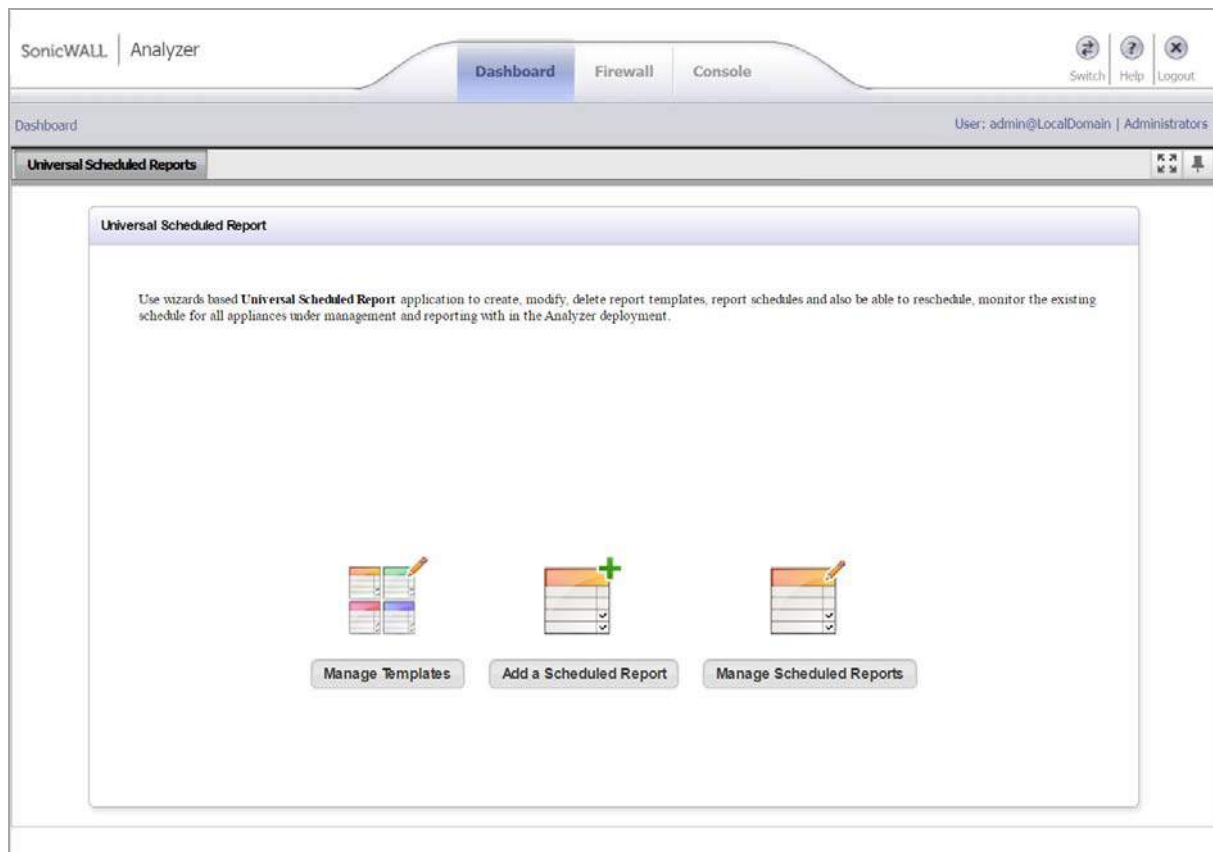 SonicWALL | Analyzer
Dashboard Firewall Console
Switch Help Logout
Dashboard
User: admin@LocalDomain | Administrators
Universal Scheduled Reports
Universal Scheduled Report
Use wizards based Universal Scheduled Report application to create, modify, delete report templates, report schedules and also be able to reschedule, monitor the existing
schedule for all appliances under management and reporting with in the Analyzer deployment.
Manage Templates
Add a Scheduled Report
Manage Scheduled Reports